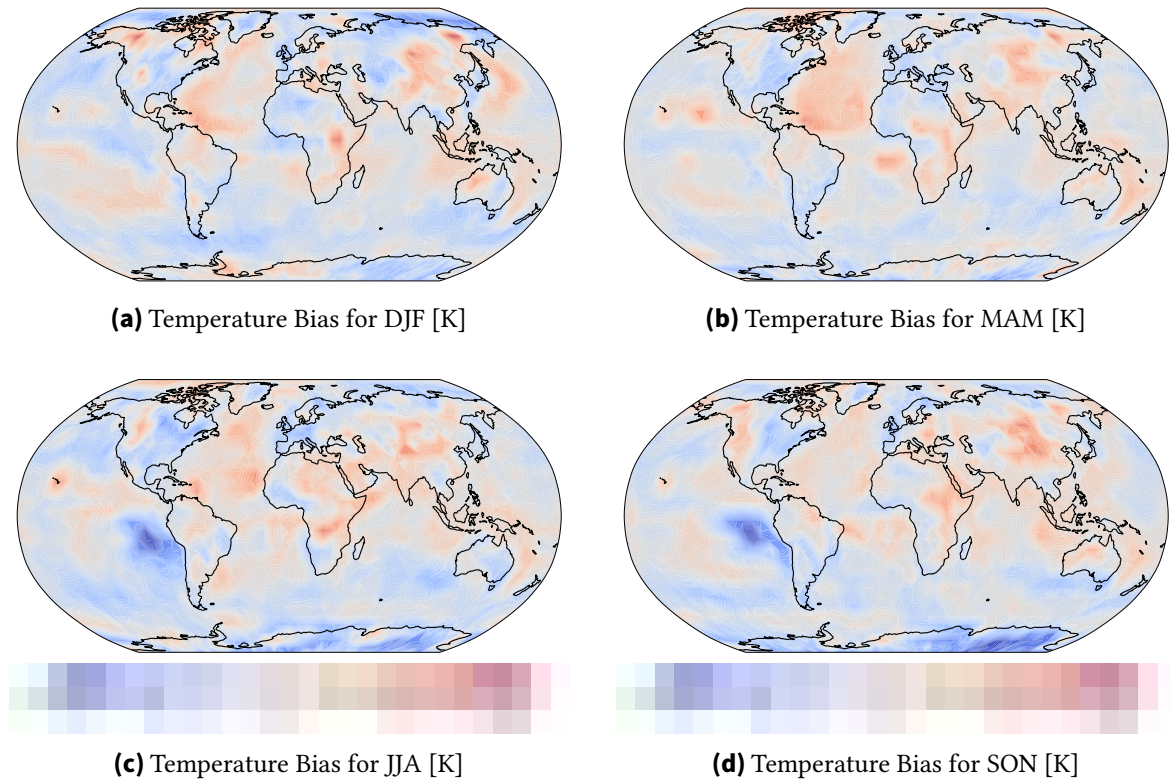 (a) Temperature Bias for DJF [K]
(b) Temperature Bias for MAM [K]
(c) Temperature Bias for JJA [K]
(d) Temperature Bias for SON [K]